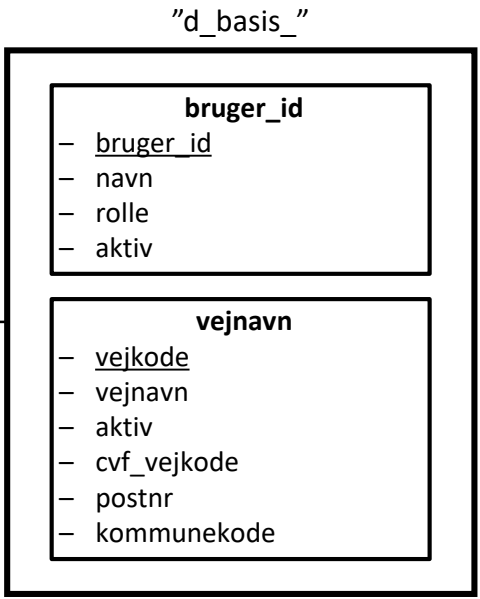 ”d_basis_”
bruger_id
– bruger_id
– navn
– rolle
– aktiv
vejnavn
– vejkode
– vejnavn
– aktiv
– cvf_vejkode
– postnr
– kommunekode